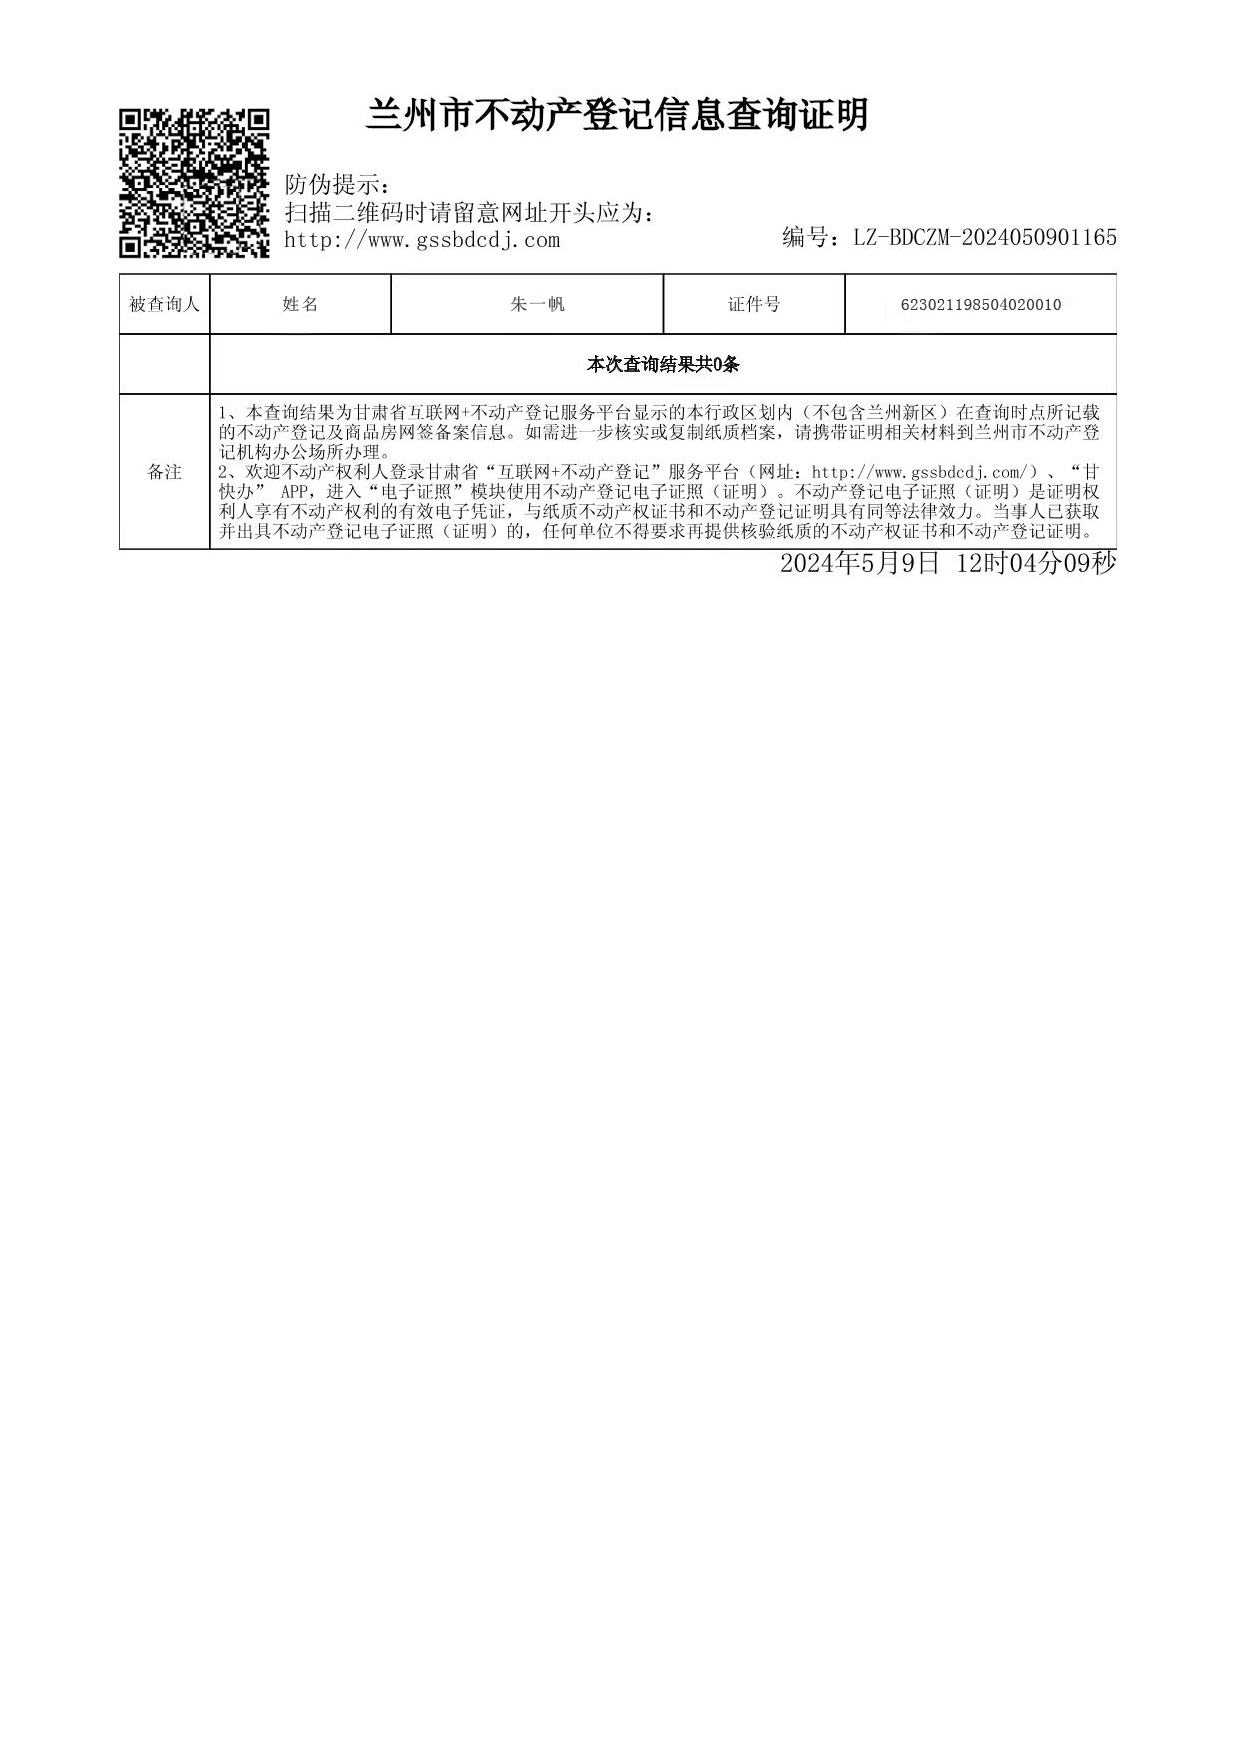 兰州市不动产登记信息查询证明
防伪提示：
扫描二维码时请留意网址开头应为：
http://www.gssbdcdj.com
编号：LZ-BDCZM-2024050901165
被查询人 姓名 朱一帆 证件号 623021198504020010
本次查询结果共0条
备注
1、本查询结果为甘肃省互联网+不动产登记服务平台显示的本行政区划内（不包含兰州新区）在查询时点所记载
的不动产登记及商品房网签备案信息。如需进一步核实或复制纸质档案，请携带证明相关材料到兰州市不动产登
记机构办公场所办理。
2、欢迎不动产权利人登录甘肃省“互联网+不动产登记”服务平台（网址：http://www.gssbdcdj.com/）、“甘
快办” APP，进入“电子证照”模块使用不动产登记电子证照（证明）。不动产登记电子证照（证明）是证明权
利人享有不动产权利的有效电子凭证，与纸质不动产权证书和不动产登记证明具有同等法律效力。当事人已获取
并出具不动产登记电子证照（证明）的，任何单位不得要求再提供核验纸质的不动产权证书和不动产登记证明。
2024年5月9日 12时04分09秒